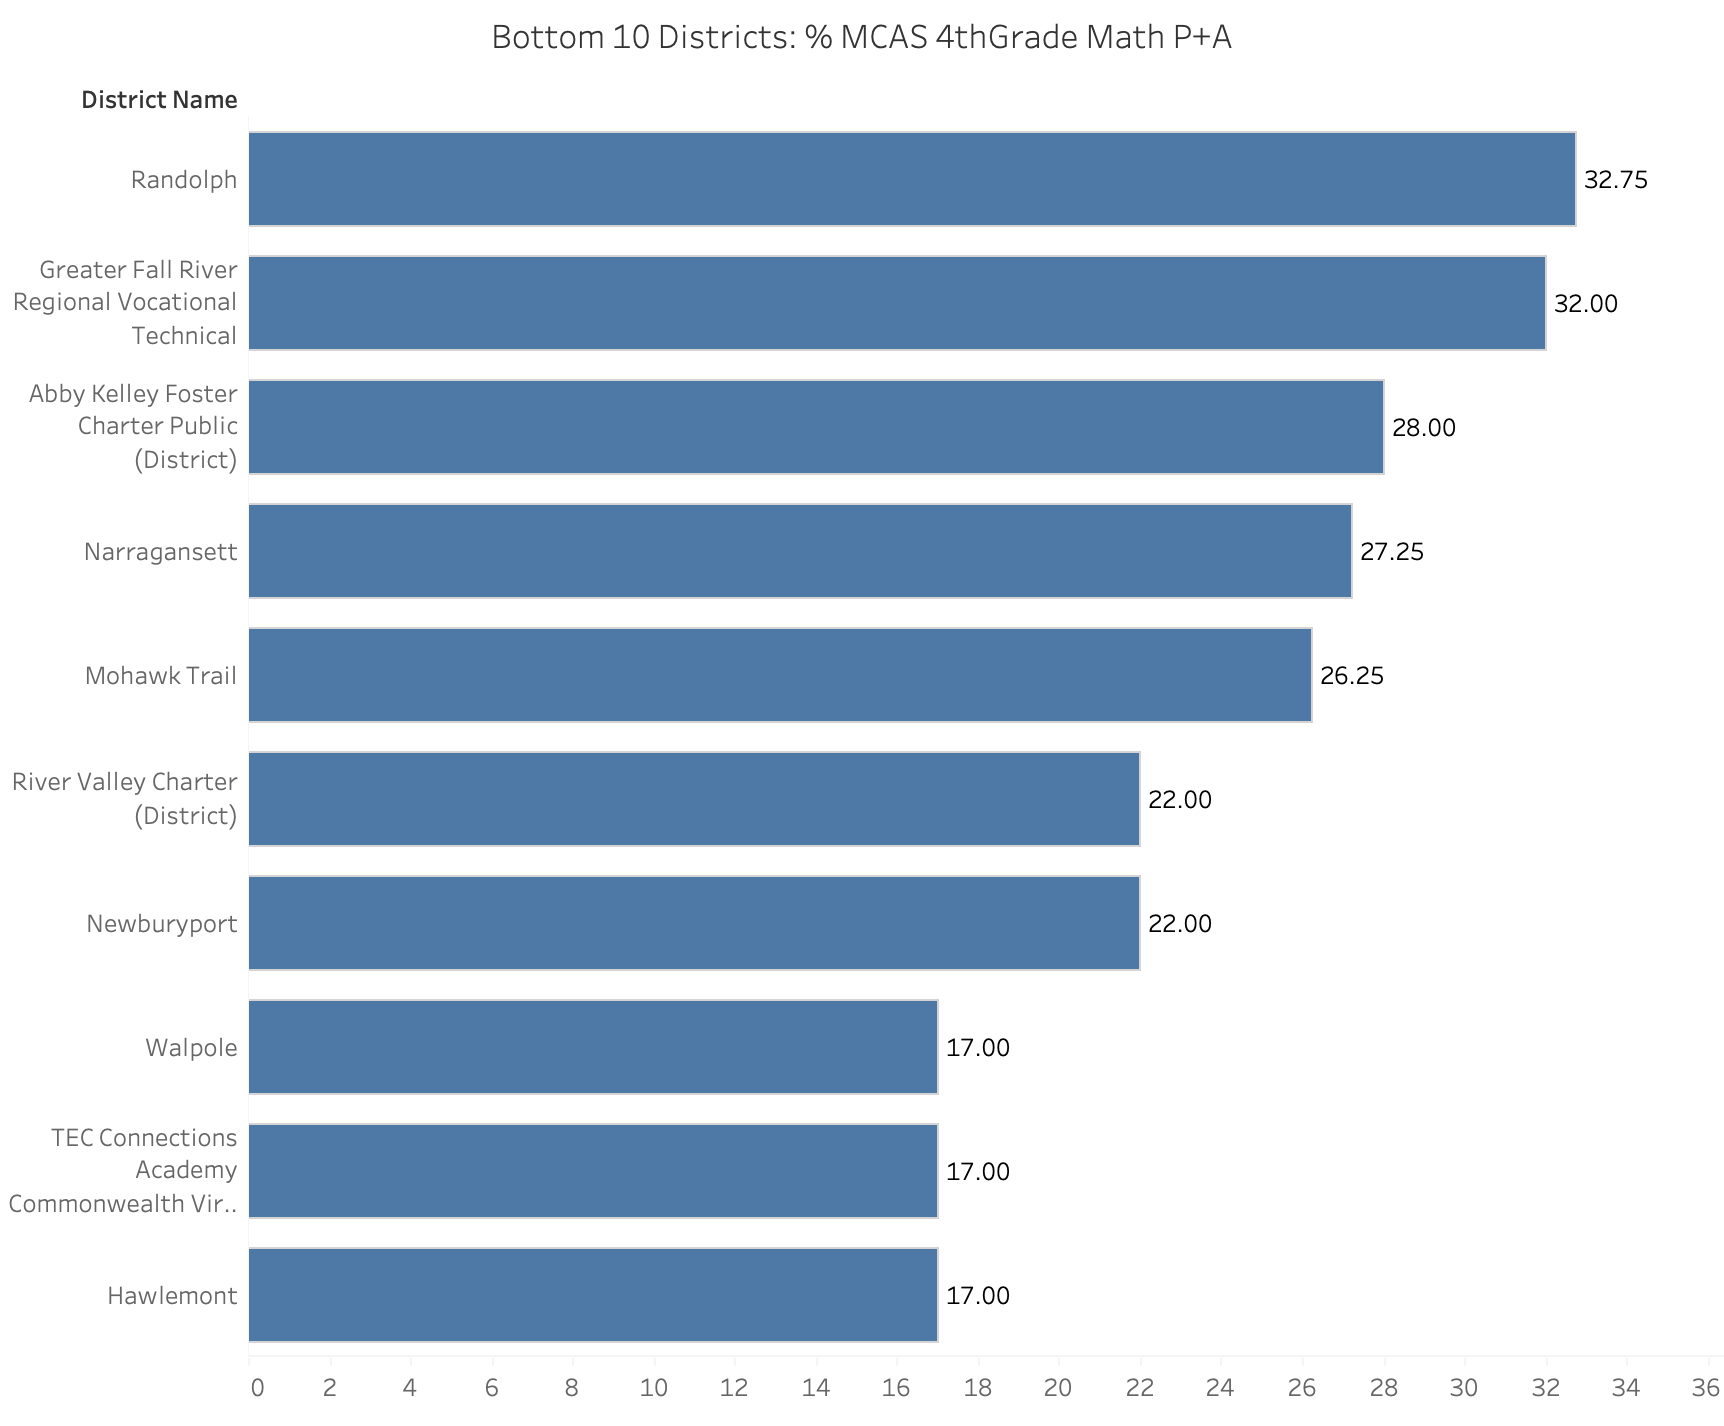 Bottom 10 Districts: % MCAS 4thGrade Math P+A
District Name
Randolph
32.75
Greater Fall River
Regional Vocational
Technical
32.00
Abby Kelley Foster
Charter Public
(District)
28.00
Narragansett
27.25
Mohawk Trail
26.25
River Valley Charter
(District)
22.00
Newburyport
22.00
Walpole
17.00
TEC Connections
Academy
Commonwealth Vir..
17.00
Hawlemont
17.00
0 2 4 6 8 10 12 14 16 18 20 22 24 26 28 30 32 34 36